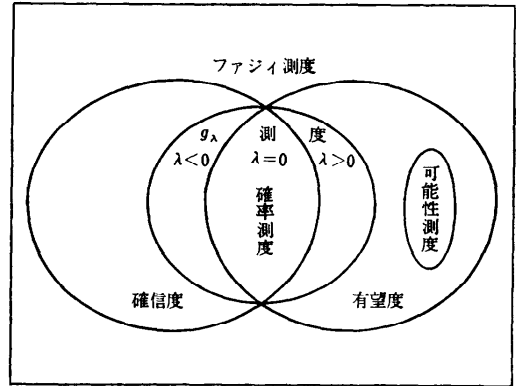 ファジィ測度
gλ 測 度
λ<0 λ=0 λ>0
確率測度
可能性測度
確信度
有望度